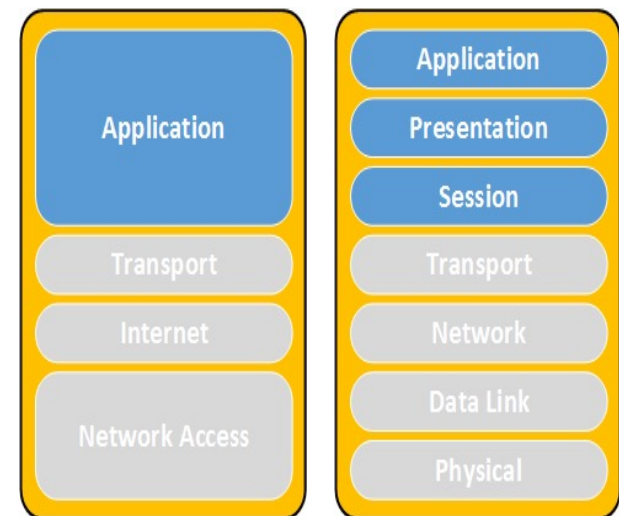 Application
Transport
Internet
Network Access
Application
Presentation
Session
Transport
Network
Data Link
Physical